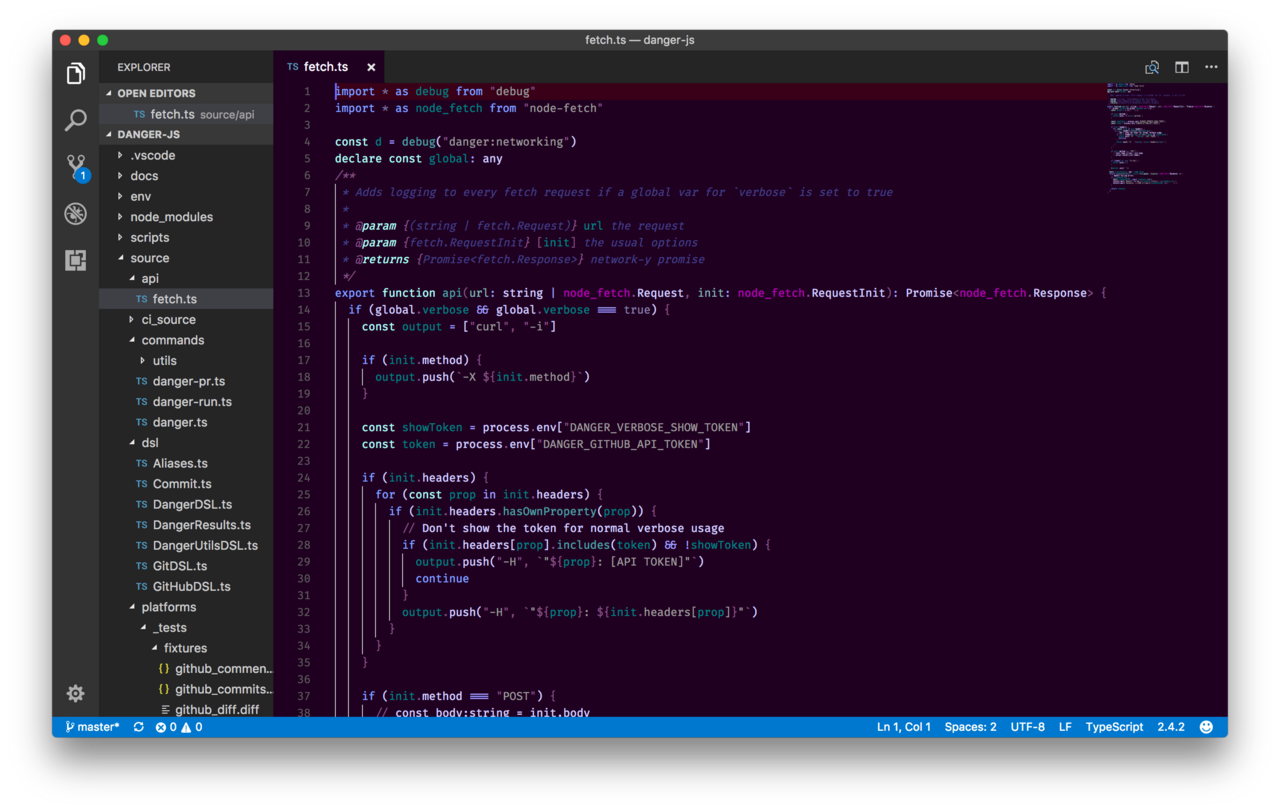 fetch.ts — danger-js
EXPLORER
OPEN EDITORS
TS fetch.ts source/api
DANGER-JS
.vscode
docs
env
node_modules
scripts
source
api
TS fetch.ts
ci_source
commands
utils
TS danger-pr.ts
TS danger-run.ts
TS danger.ts
dsl
TS Aliases.ts
TS Commit.ts
TS DangerDSL.ts
TS DangerResults.ts
TS DangerUtilsDSL.ts
TS GitDSL.ts
TS GitHubDSL.ts
platforms
_tests
fixtures
{} github_commen...
{} github_commits...
github_diff.diff
1
TS fetch.ts ×
1 import * as debug from "debug"
2 import * as node_fetch from "node-fetch"
3
4 const d = debug("danger:networking")
5 declare const global: any
6 /**
7 * Adds logging to every fetch request if a global var for `verbose` is set to true
8 *
9 * @param {(string | fetch.Request)} url the request
10 * @param {fetch.RequestInit} [init] the usual options
11 * @returns {Promise<fetch.Response>} network-y promise
12 */
13 export function api(url: string | node_fetch.Request, init: node_fetch.RequestInit): Promise<node_fetch.Response> {
14 if (global.verbose && global.verbose === true) {
15 const output = ["curl", "-i"]
16
17 if (init.method) {
18 output.push(`-X ${init.method}`)
19 }
20
21 const showToken = process.env["DANGER_VERBOSE_SHOW_TOKEN"]
22 const token = process.env["DANGER_GITHUB_API_TOKEN"]
23
24 if (init.headers) {
25 for (const prop in init.headers) {
26 if (init.headers.hasOwnProperty(prop)) {
27 // Don't show the token for normal verbose usage
28 if (init.headers[prop].includes(token) && !showToken) {
29 output.push("-H", `"${prop}: [API TOKEN]"`)
30 continue
31 }
32 output.push("-H", `"${prop}: ${init.headers[prop]}"`)
33 }
34 }
35 }
36
37 if (init.method === "POST") {
38 // const body:string = init.body
master*
0 0
Ln 1, Col 1 Spaces: 2 UTF-8 LF TypeScript 2.4.2